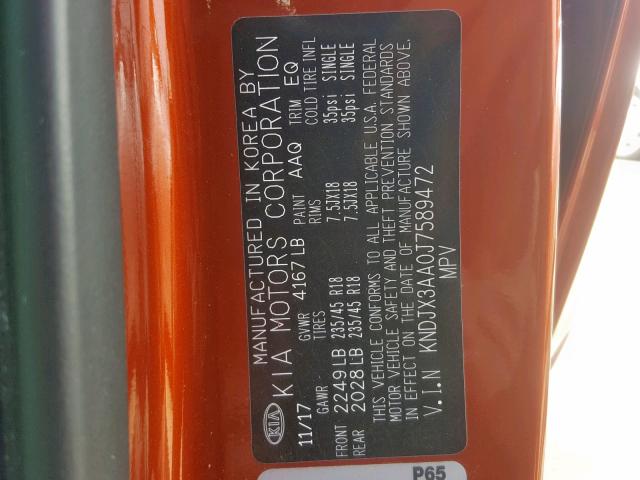 MANUFACTURED IN KOREA BY
KIA KIA MOTORS CORPORATION
11/17 GVWR 4167 LB PAINT AAQ TRIM EQ
GAWR TIRES RIMS COLD TIRE INFL
FRONT 2249LB 235/45 R18 7.5JX18 35psi SINGLE
REAR 2028LB 235/45 R18 7.5JX18 35psi SINGLE
THIS VEHICLE CONFORMS TO ALL APPLICABLE U.S.A. FEDERAL
MOTOR VEHICLE SAFETY AND THEFT PREVENTION STANDARDS
IN EFFECT ON THE DATE OF MANUFACTURE SHOWN ABOVE.
V.I.N KNDJX3AA0J7589472
MPV
P65